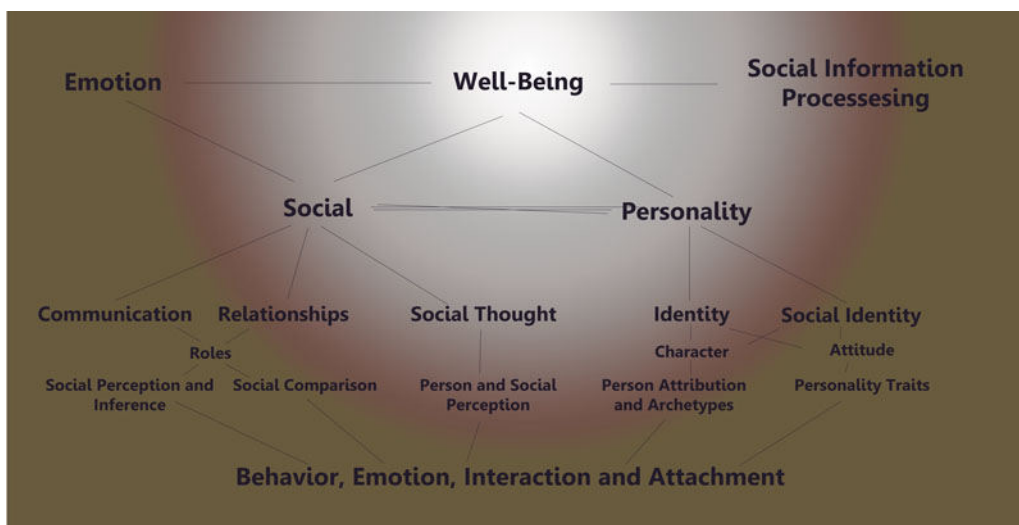 Emotion
Well-Being
Social Information
Processesing
Social
Personality
Communication
Relationships
Social Thought
Identity
Social Identity
Roles
Character
Attitude
Social Perception and
Inference
Social Comparison
Person and Social
Perception
Person Attribution
and Archetypes
Personality Traits
Behavior, Emotion, Interaction and Attachment